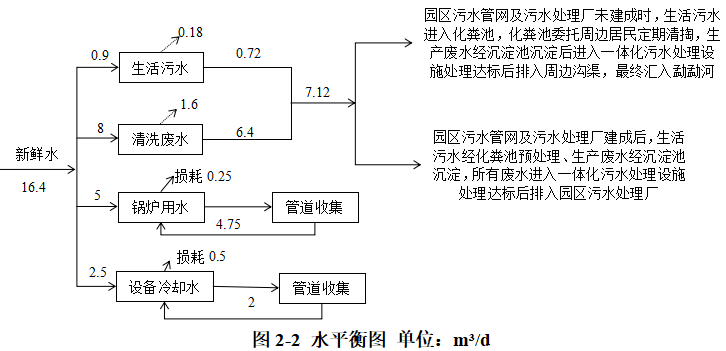 0.18
0.9
生活污水
0.72
1.6
8
清洗废水
6.4
7.12
新鲜水
16.4
损耗 0.25
5
锅炉用水
管道收集
4.75
损耗 0.5
2.5
设备冷却水
2
管道收集
园区污水管网及污水处理厂未建成时，生活污水
进入化粪池，化粪池委托周边居民定期清掏，生
产废水经沉淀池沉淀后进入一体化污水处理设
施处理达标后排入周边沟渠，最终汇入勐勐河
园区污水管网及污水处理厂建成后，生活
污水经化粪池预处理、生产废水经沉淀池
沉淀，所有废水进入一体化污水处理设施
处理达标后排入园区污水处理厂
图 2-2 水平衡图 单位：m³/d